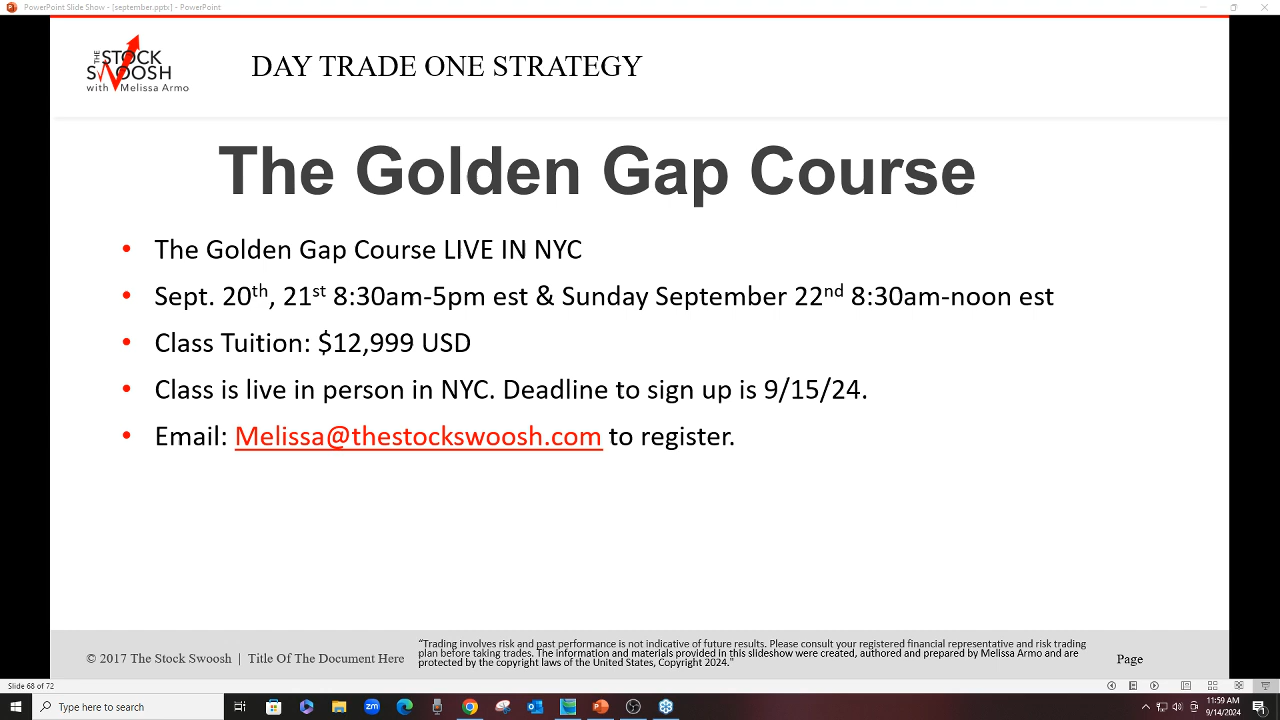 PowerPoint Slide Show - [september.pptx] - PowerPoint
THE
STOCK
SWOOSH
with Melissa Armo
DAY TRADE ONE STRATEGY
The Golden Gap Course
• The Golden Gap Course LIVE IN NYC
• Sept. 20th, 21st 8:30am-5pm est & Sunday September 22nd 8:30am-noon est
• Class Tuition: $12,999 USD
• Class is live in person in NYC. Deadline to sign up is 9/15/24.
• Email: Melissa@thestockswoosh.com to register.
© 2017 The Stock Swoosh | Title Of The Document Here
“Trading involves risk and past performance is not indicative of future results. Please consult your registered financial representative and risk trading
plan before taking trades. The information and materials provided in this slideshow were created, authored and prepared by Melissa Armo and are
protected by the copyright laws of the United States, Copyright 2024."
Page
Slide 68 of 72
Type here to search
zm
11:59 AM
9/14/2024